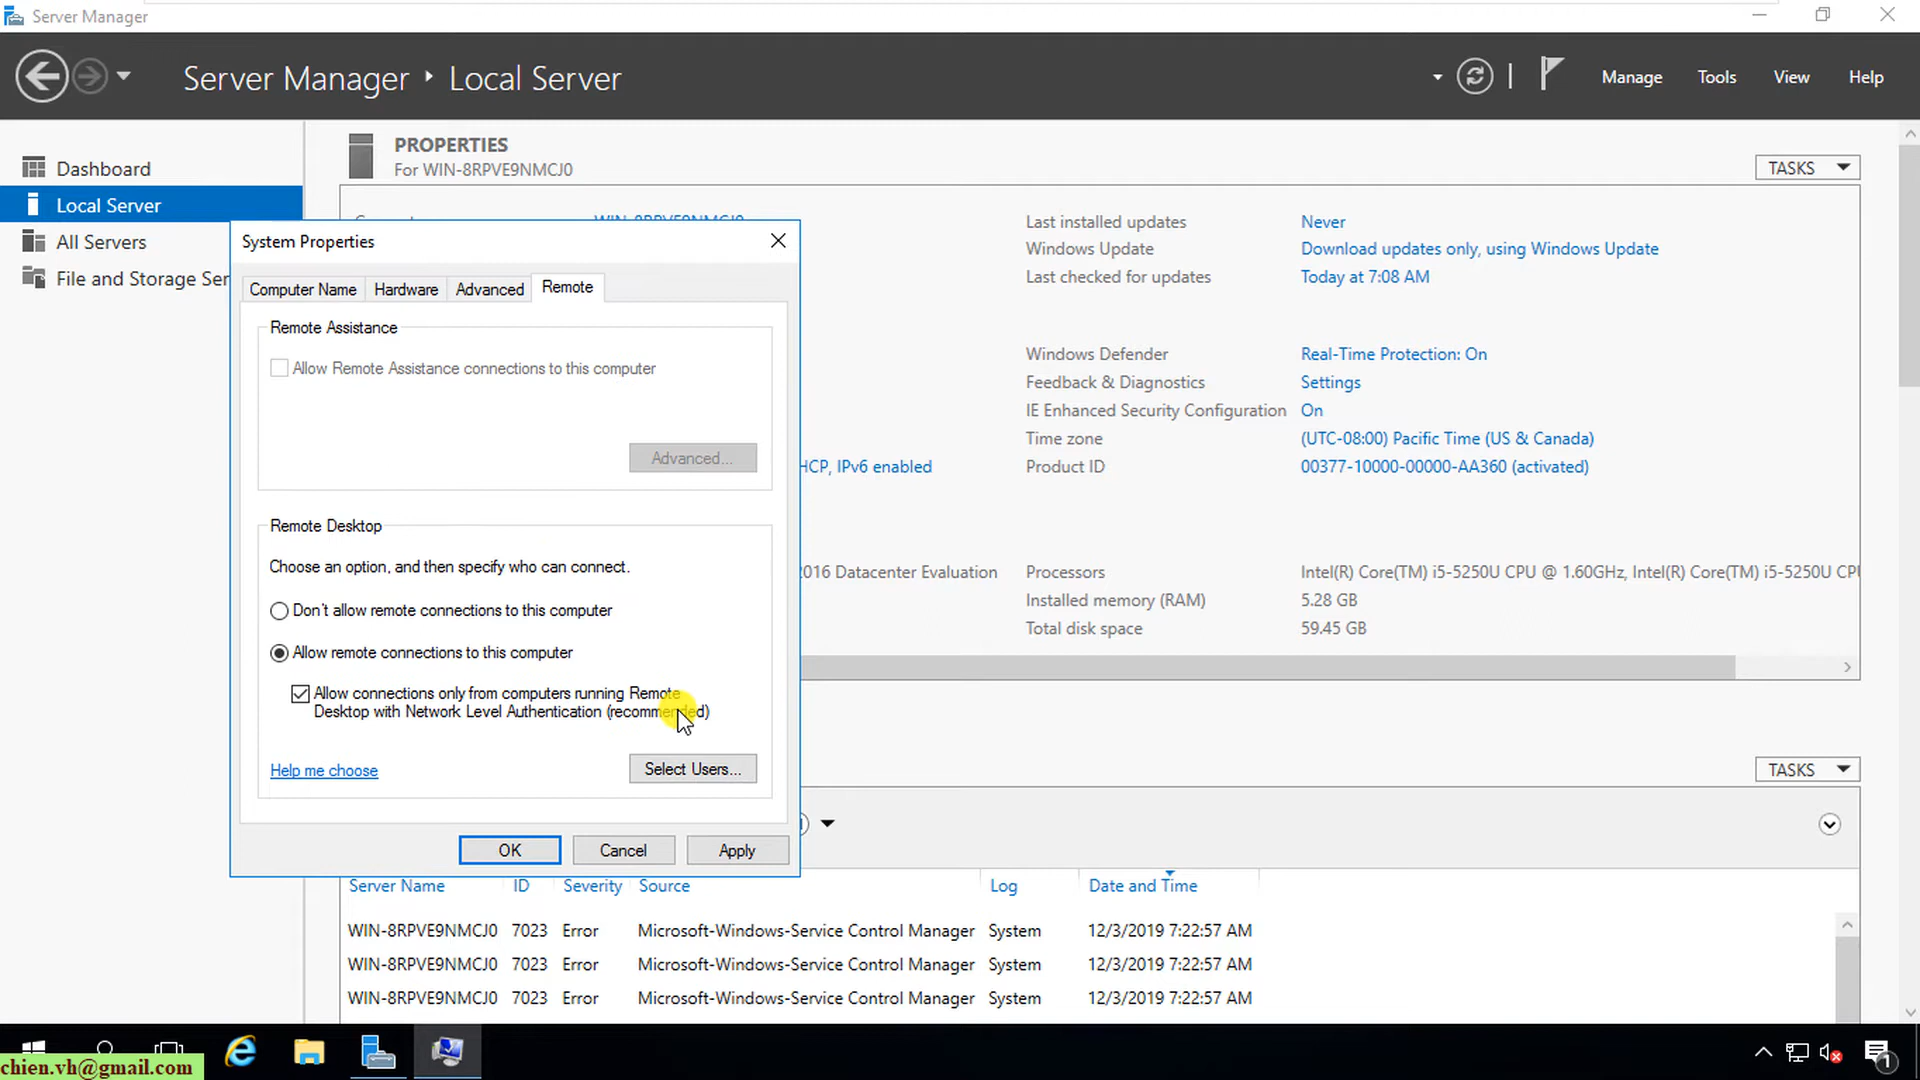 Server Manager
Server Manager ‣ Local Server
Manage Tools View Help
Dashboard
Local Server
All Servers
File and Storage Ser
PROPERTIES
For WIN-8RPVE9NMCJ0
TASKS
WIN-8RPVE9NMCJ0
Last installed updates Never
Windows Update Download updates only, using Windows Update
Last checked for updates Today at 7:08 AM
Windows Defender Real-Time Protection: On
Feedback & Diagnostics Settings
IE Enhanced Security Configuration On
Time zone (UTC-08:00) Pacific Time (US & Canada)
HCP, IPv6 enabled Product ID 00377-10000-00000-AA360 (activated)
2016 Datacenter Evaluation Processors Intel(R) Core(TM) i5-5250U CPU @ 1.60GHz, Intel(R) Core(TM) i5-5250U CPU
Installed memory (RAM) 5.28 GB
Total disk space 59.45 GB
System Properties
Computer Name Hardware Advanced Remote
Remote Assistance
Allow Remote Assistance connections to this computer
Advanced...
Remote Desktop
Choose an option, and then specify who can connect.
Don't allow remote connections to this computer
Allow remote connections to this computer
Allow connections only from computers running Remote
Desktop with Network Level Authentication (recommended)
Help me choose Select Users...
OK Cancel Apply
TASKS
Server Name ID Severity Source Log Date and Time
WIN-8RPVE9NMCJ0 7023 Error Microsoft-Windows-Service Control Manager System 12/3/2019 7:22:57 AM
WIN-8RPVE9NMCJ0 7023 Error Microsoft-Windows-Service Control Manager System 12/3/2019 7:22:57 AM
WIN-8RPVE9NMCJ0 7023 Error Microsoft-Windows-Service Control Manager System 12/3/2019 7:22:57 AM
chien.vh@gmail.com
1